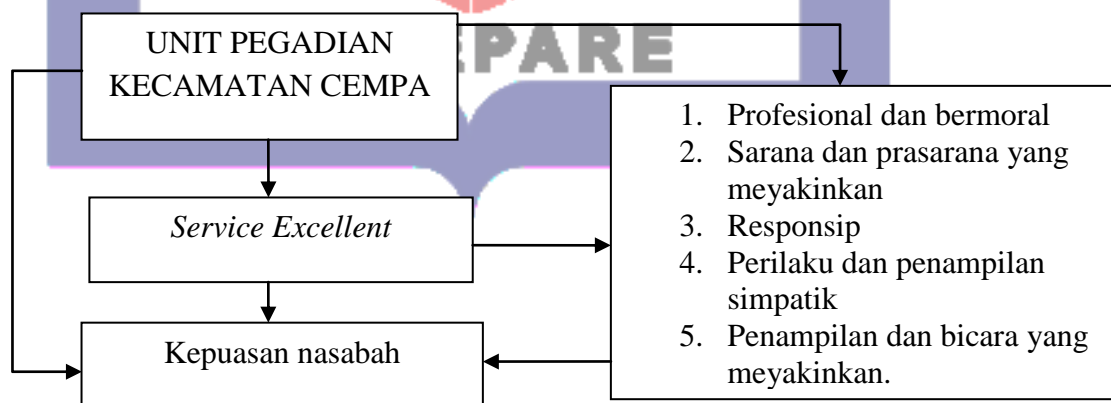 UNIT PEGADIAN
KECAMATAN CEMPA
EPARE
Service Excellent
Kepuasan nasabah
1. Profesional dan bermoral
2. Sarana dan prasarana yang
meyakinkan
3. Responsip
4. Perilaku dan penampilan
simpatik
5. Penampilan dan bicara yang
meyakinkan.